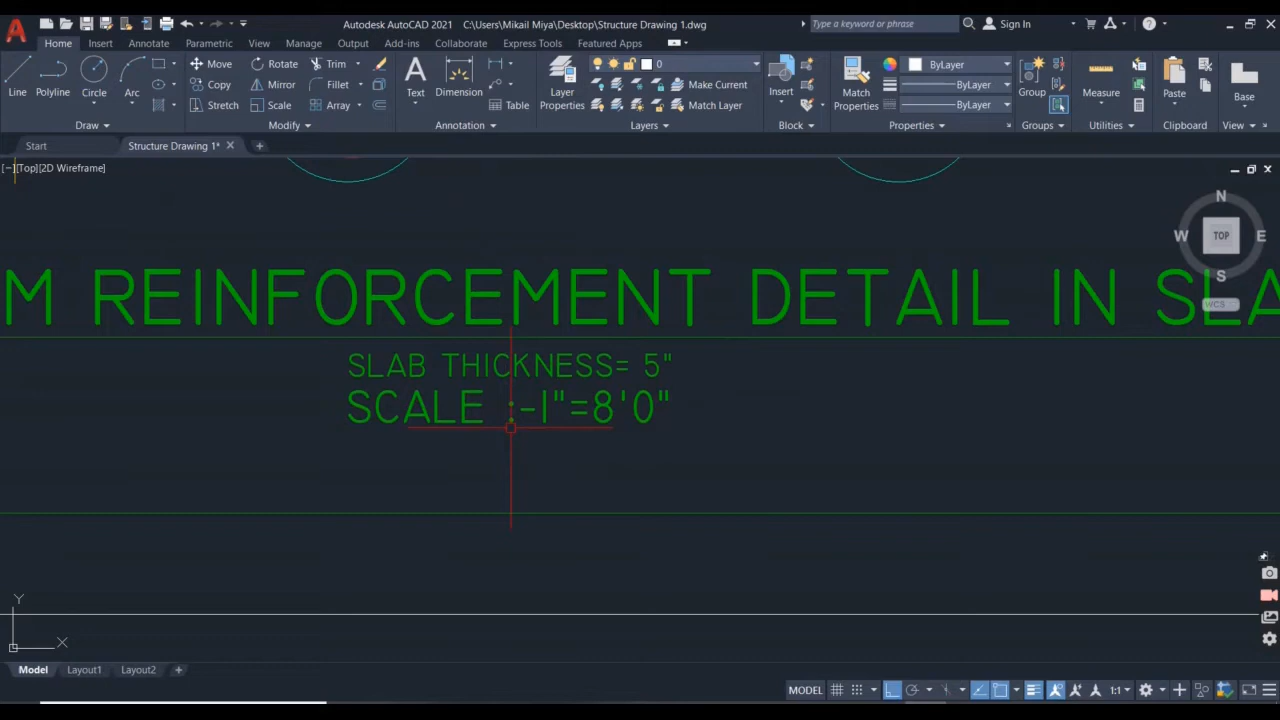 Autodesk AutoCAD 2021 C:\Users\Mikail Miya\Desktop\Structure Drawing 1.dwg
Type a keyword or phrase
Sign In
Home Insert Annotate Parametric View Manage Output Add-ins Collaborate Express Tools Featured Apps
Line
Polyline
Circle
Arc
Draw
Move
Rotate
Trim
Copy
Mirror
Fillet
Stretch
Scale
Array
Modify
Text
Dimension
Table
Annotation
Layer
Properties
0
Make Current
Match Layer
Layers
Insert
Block
Match
Properties
ByLayer
ByLayer
ByLayer
Properties
Group
Groups
Measure
Utilities
Paste
Clipboard
Base
View
Start
Structure Drawing 1*
[−][Top][2D Wireframe]
N
W
TOP
E
S
WCS
M REINFORCEMENT DETAIL IN SLA
SLAB THICKNESS= 5"
SCALE :-1"=8'0"
Y
X
Model
Layout1
Layout2
MODEL
1:1